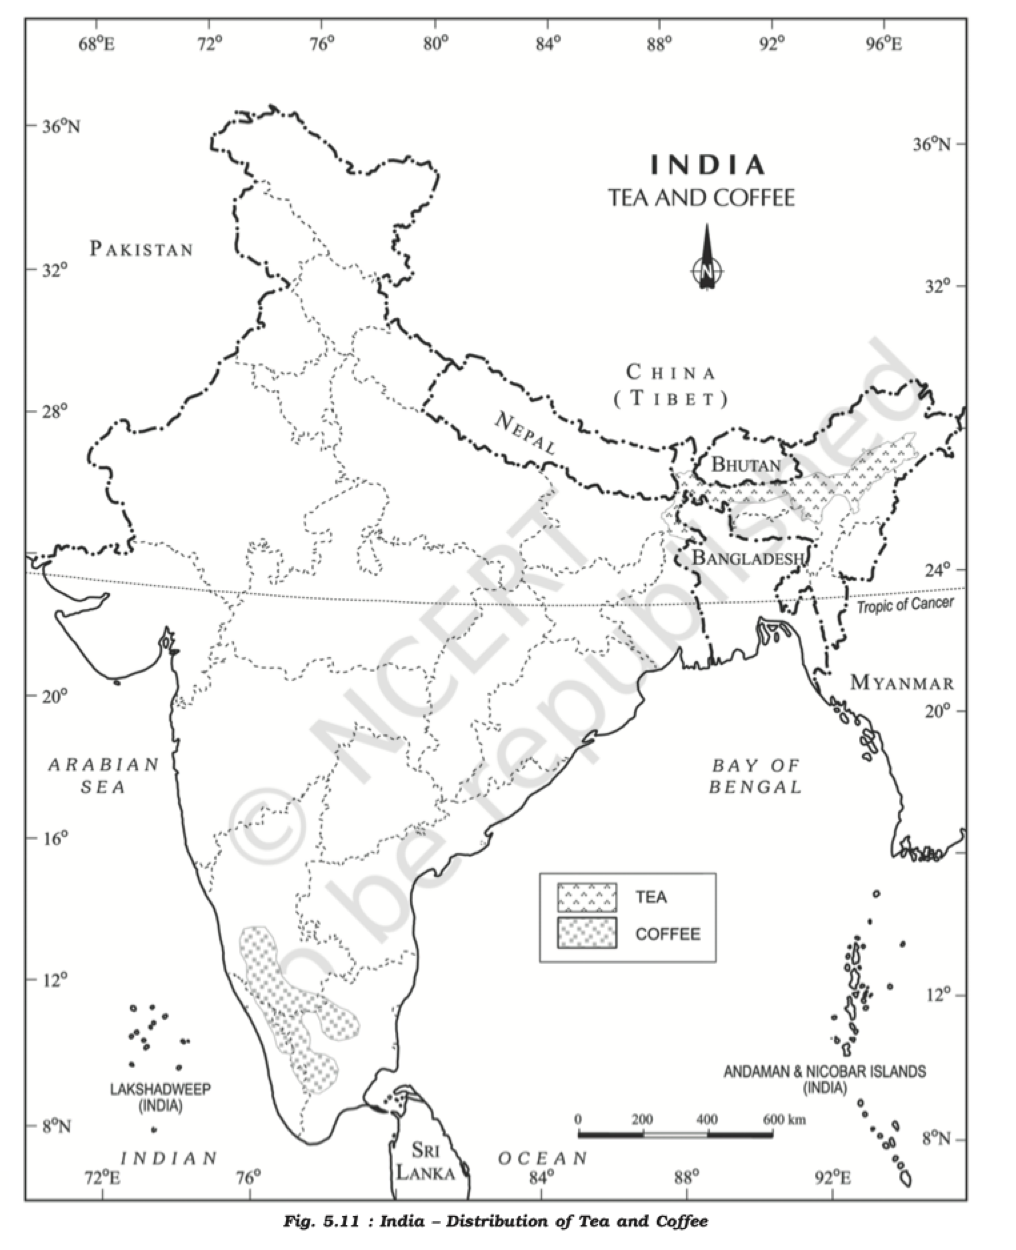 68°E 72° 76° 80° 84° 88° 92° 96°E
36°N
36°N
INDIA
TEA AND COFFEE
N
PAKISTAN
32°
32°
CHINA
(TIBET)
28°
NEPAL
BHUTAN
BANGLADESH
24°
Tropic of Cancer
20°
MYANMAR
20°
ARABIAN
SEA
BAY OF
BENGAL
© NCERT
be republished
16°
TEA
COFFEE
12°
12°
LAKSHADWEEP
(INDIA)
ANDAMAN & NICOBAR ISLANDS
(INDIA)
0 200 400 600 km
8°N
8°N
SRI
LANKA
INDIAN OCEAN
72°E 76° 84° 88° 92°E
Fig. 5.11 : India – Distribution of Tea and Coffee